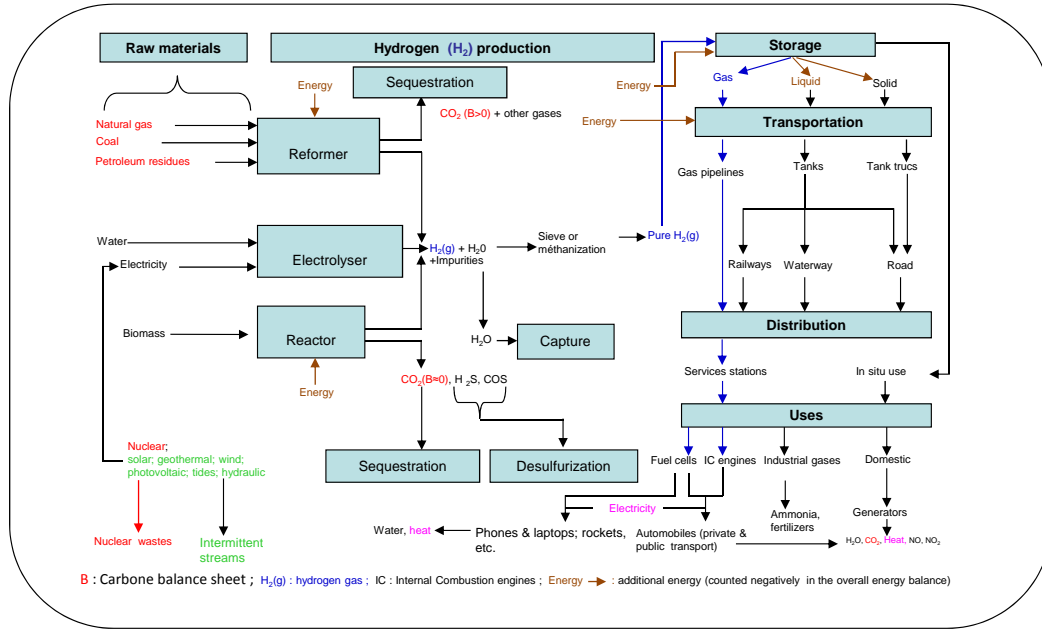 Raw materials
Hydrogen (H2) production
Storage
Sequestration
Energy
Energy
Gas
Liquid
Solid
CO2 (B>0) + other gases
Natural gas
Coal
Petroleum residues
Reformer
Energy
Transportation
Gas pipelines
Tanks
Tank trucs
Water
Electricity
Electrolyser
H2(g) + H20
+Impurities
Sieve or
méthanization
Pure H2(g)
Railways
Waterway
Road
Biomass
Reactor
H2O
Capture
Distribution
Energy
CO2(B≈0), H 2S, COS
Services stations
In situ use
Uses
Nuclear;
solar; geothermal; wind;
photovoltaic; tides; hydraulic
Sequestration
Desulfurization
Fuel cells
IC engines
Industrial gases
Domestic
Electricity
Nuclear wastes
Intermittent
streams
Water, heat
Phones & laptops; rockets,
etc.
Automobiles (private &
public transport)
Ammonia,
fertilizers
Generators
H2O, CO2, Heat, NO, NO2
B : Carbone balance sheet ; H2(g) : hydrogen gas ; IC : Internal Combustion engines ; Energy → : additional energy (counted negatively in the overall energy balance)